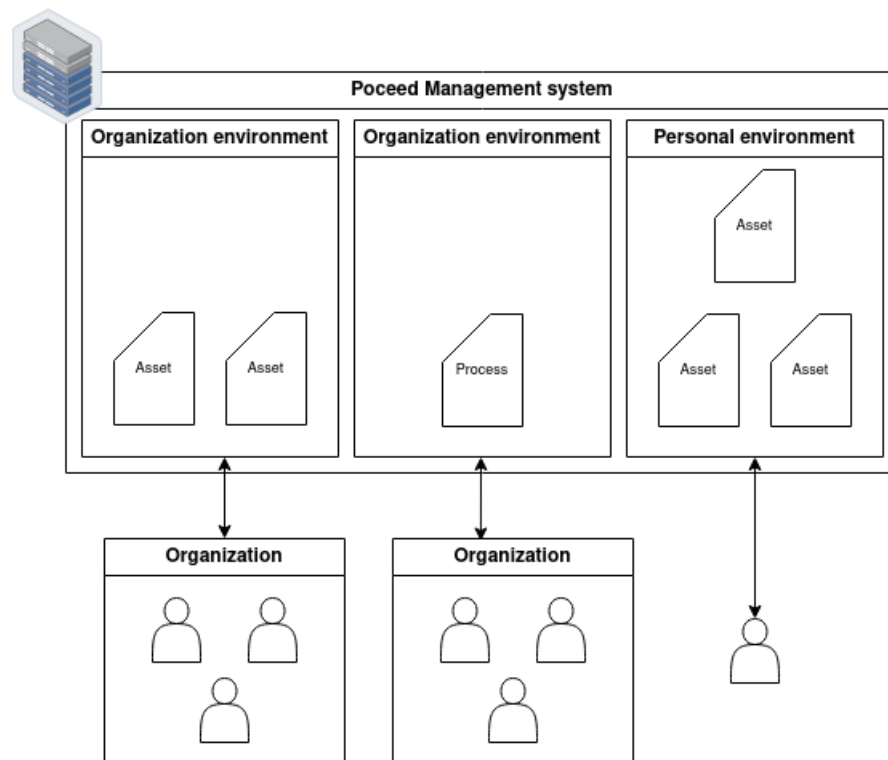 Poceed Management system
Organization environment
Organization environment
Personal environment
Asset
Asset
Asset
Process
Asset
Asset
Organization
Organization